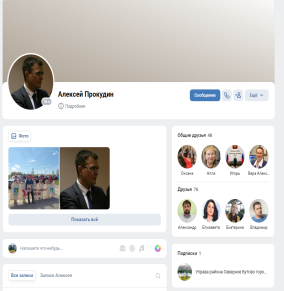 Алексей Прокудин
Подробнее
Сообщение
Ещё
Фото
Показать всё
Напишите что-нибудь...
Все записи
Записи Алексея
Общие друзья
Оксана
Алла
Игорь
Вера Алекс...
Друзья 76
Александр
Елизавета
Екатерина
Владимир
Подписки 1
Управа района Северное Бутово горо...